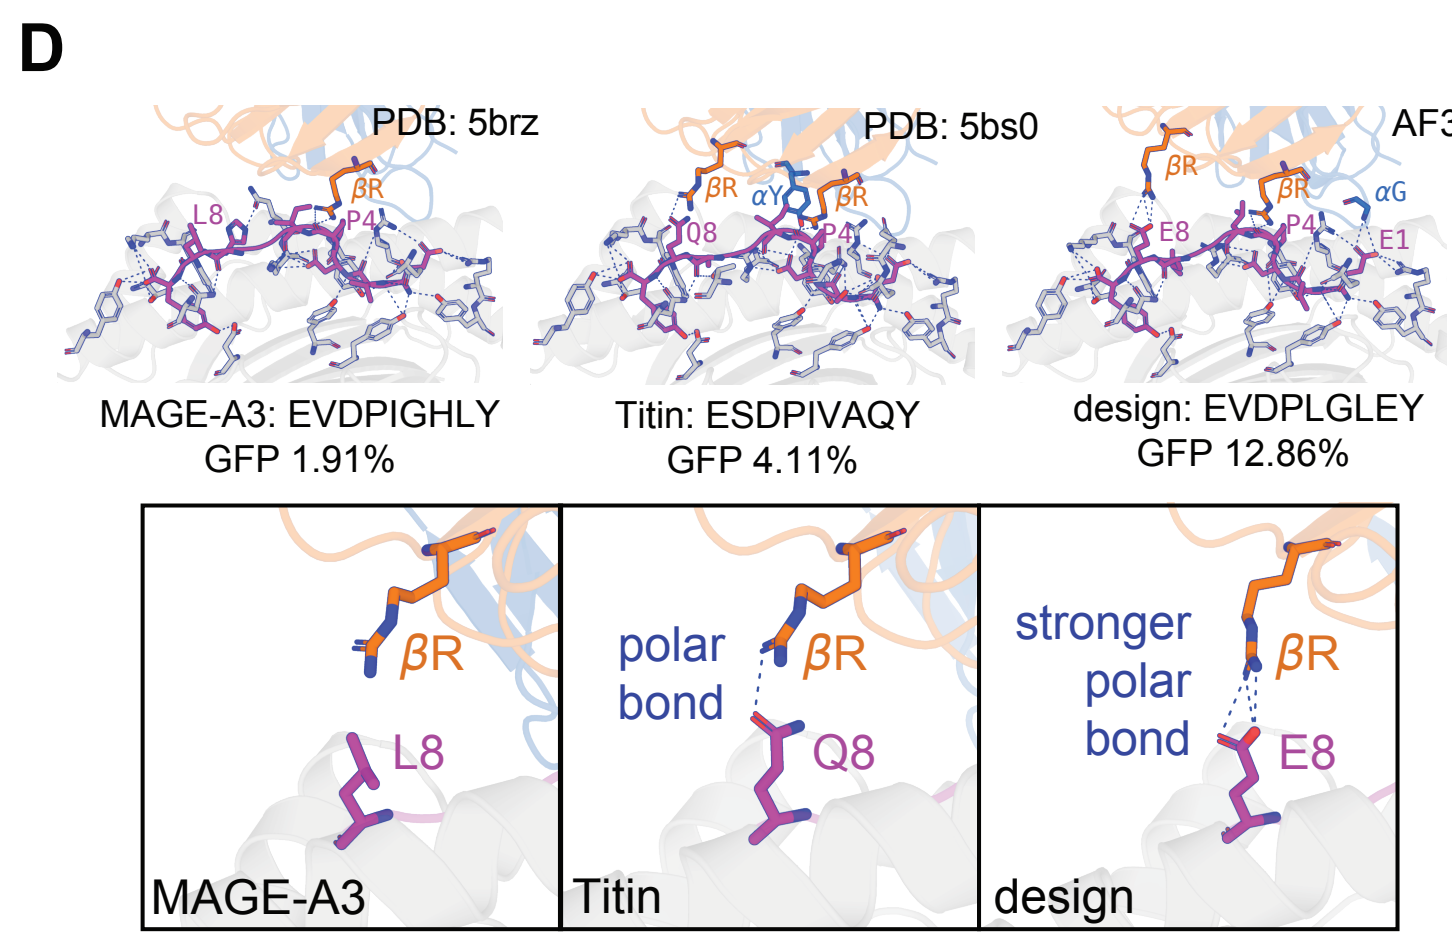 D
PDB: 5brz
βR
L8
P4
MAGE-A3: EVDPIGHLY
GFP 1.91%
PDB: 5bs0
βR
αY
βR
Q8
P4
Titin: ESDPIVAQY
GFP 4.11%
AF3
βR
βR
αG
E8
P4
E1
design: EVDPLGLEY
GFP 12.86%
βR
L8
MAGE-A3
polar
bond
βR
Q8
Titin
stronger
polar
bond
βR
E8
design